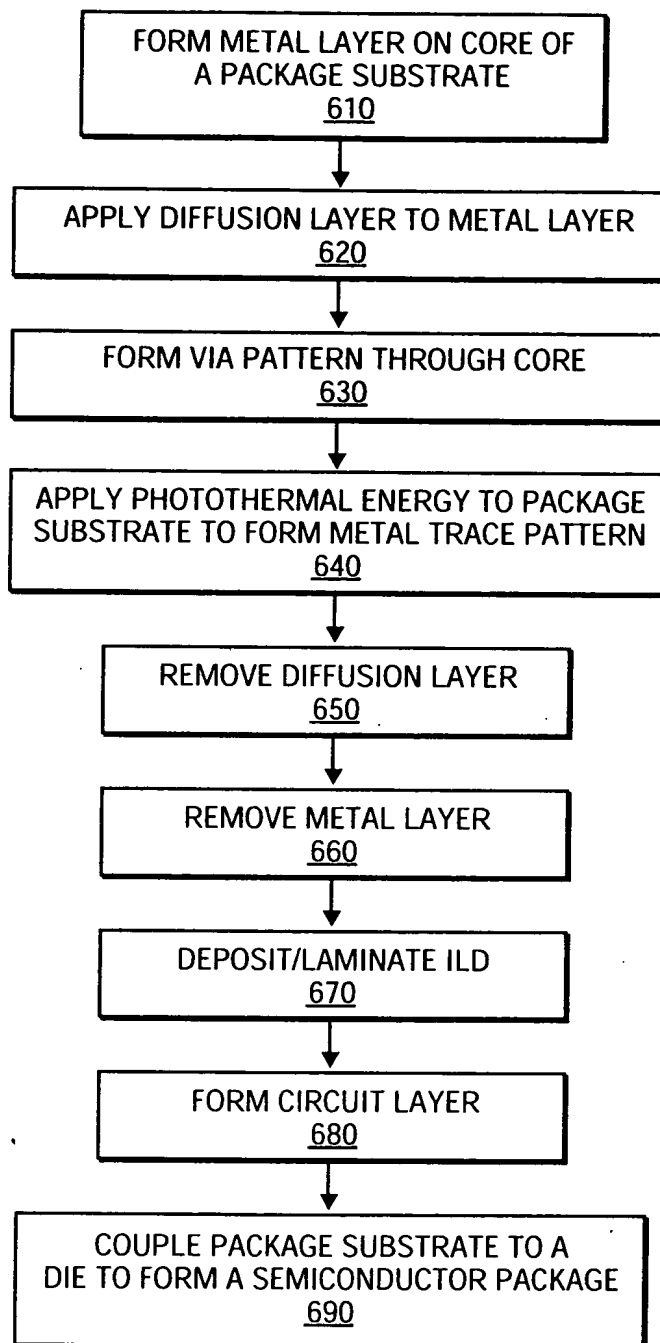 FORM METAL LAYER ON CORE OF
A PACKAGE SUBSTRATE
610
APPLY DIFFUSION LAYER TO METAL LAYER
620
FORM VIA PATTERN THROUGH CORE
630
APPLY PHOTOTHERMAL ENERGY TO PACKAGE
SUBSTRATE TO FORM METAL TRACE PATTERN
640
REMOVE DIFFUSION LAYER
650
REMOVE METAL LAYER
660
DEPOSIT/LAMINATE ILD
670
FORM CIRCUIT LAYER
680
COUPLE PACKAGE SUBSTRATE TO A
DIE TO FORM A SEMICONDUCTOR PACKAGE
690